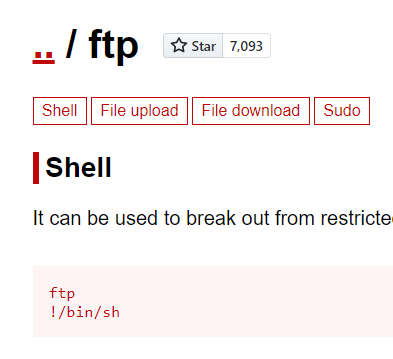 .. / ftp
Star 7,093
Shell File upload File download Sudo
Shell
It can be used to break out from
ftp
!/bin/sh